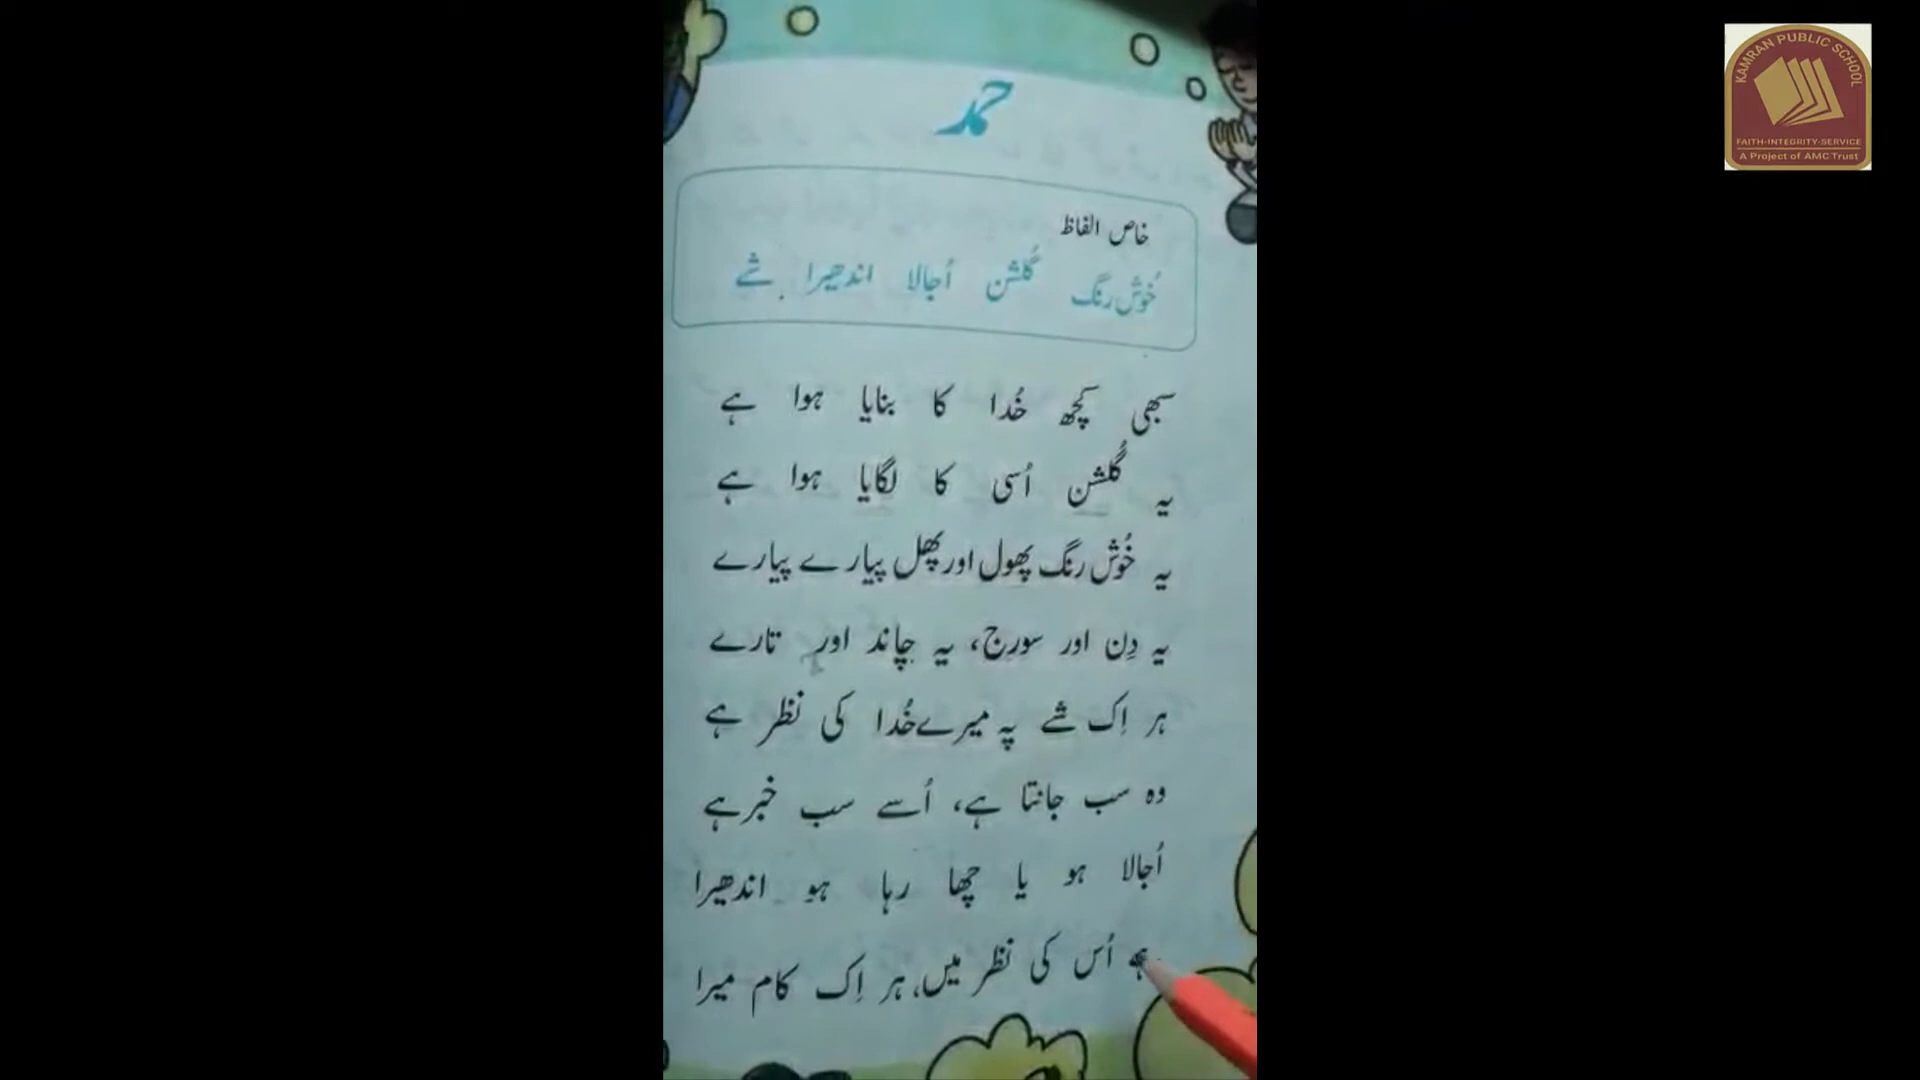 حمد
خاص الفاظ
خُوش رنگ گُلشن اُجالا اندھیرا شے
سبھی کچھ خُدا کا بنایا ہوا ہے
یہ گُلشن اُسی کا لگایا ہوا ہے
یہ خُوش رنگ پھول اور پھل پیارے پیارے
یہ دِن اور سورج، یہ چاند اور تارے
ہر اِک شے پہ میرے خُدا کی نظر ہے
وہ سب جانتا ہے، اُسے سب خبر ہے
اُجالا ہو یا چھا رہا ہو اندھیرا
ہے اُس کی نظر میں، ہر اِک کام میرا
KAMRAN PUBLIC SCHOOL
FAITH-INTEGRITY-SERVICE
A Project of AMC Trust